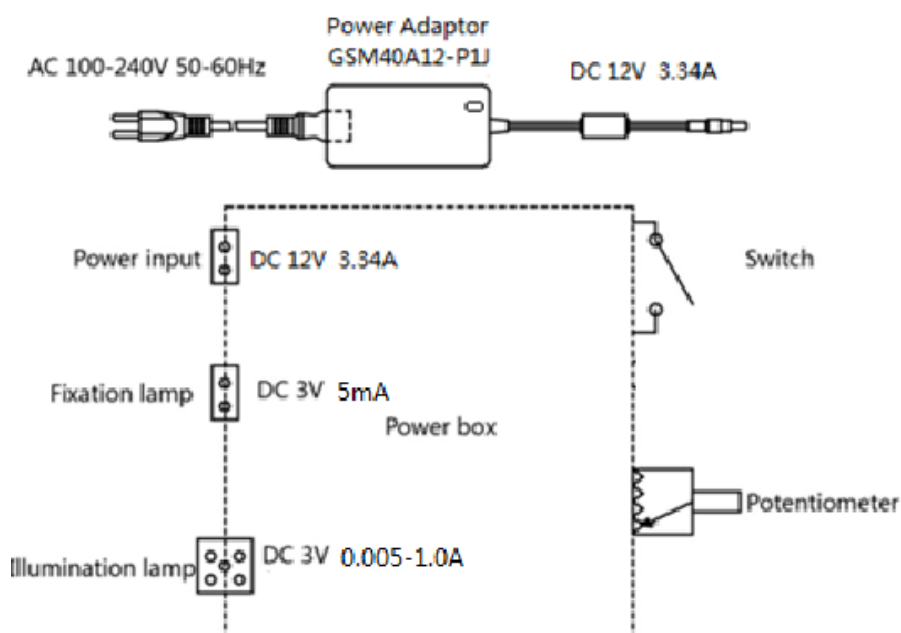 Power Adaptor
GSM40A12-P1J
AC 100-240V 50-60Hz
DC 12V 3.34A
Power input
DC 12V 3.34A
Switch
Fixation lamp
DC 3V 5mA
Power box
Potentiometer
Illumination lamp
DC 3V 0.005-1.0A